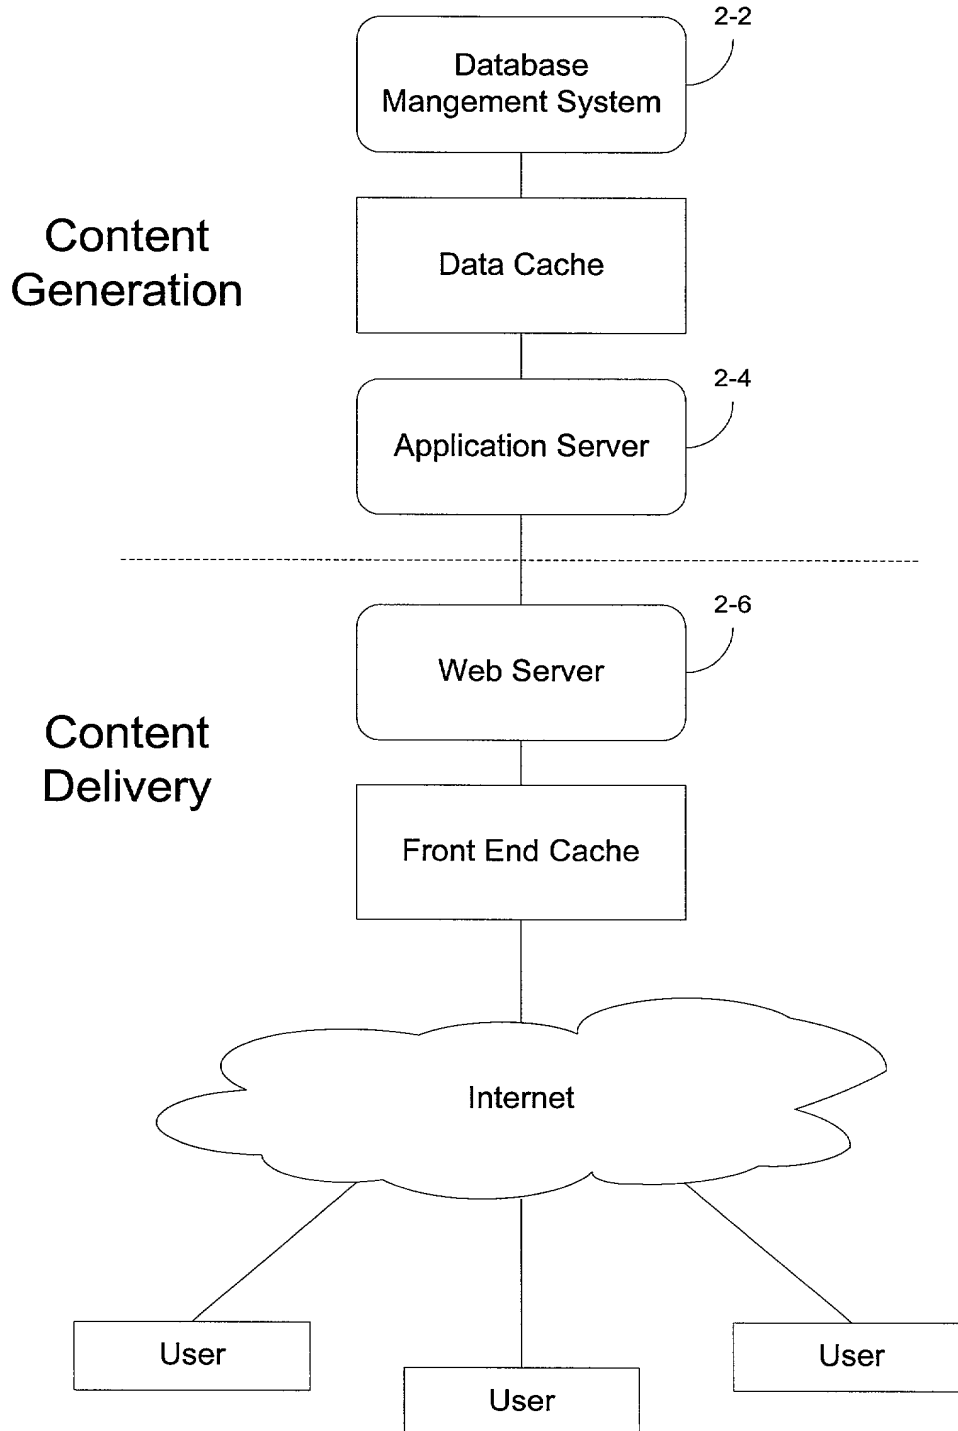 2-2
Database
Mangement System
Content
Generation
Data Cache
2-4
Application Server
2-6
Web Server
Content
Delivery
Front End Cache
Internet
User
User
User